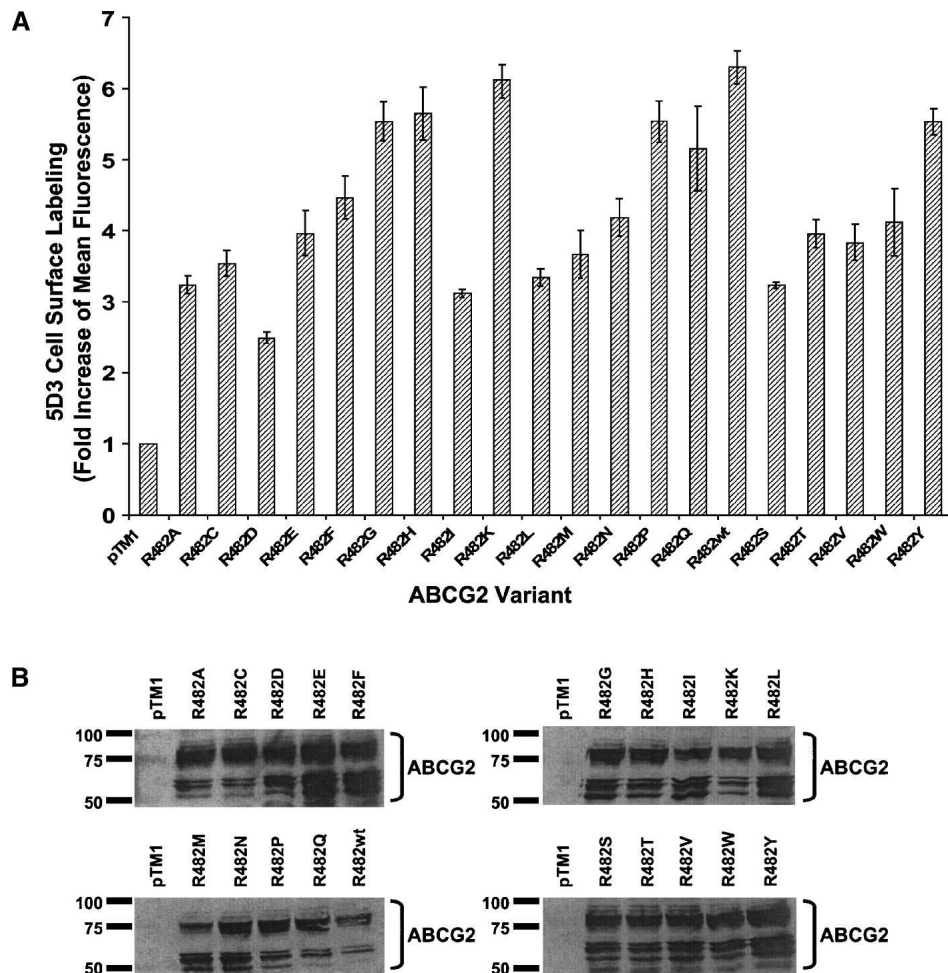 A
5D3 Cell Surface Labeling
(Fold Increase of Mean Fluorescence)
7
6
5
4
3
2
1
0
pTM1 R482A R482C R482D R482E R482F R482G R482H R482I R482K R482L R482M R482N R482P R482Q R482wt R482S R482T R482V R482W R482Y
ABCG2 Variant
B
pTM1 R482A R482C R482D R482E R482F
100
75
50
ABCG2
pTM1 R482G R482H R482I R482K R482L
100
75
50
ABCG2
pTM1 R482M R482N R482P R482Q R482wt
100
75
50
ABCG2
pTM1 R482S R482T R482V R482W R482Y
100
75
50
ABCG2